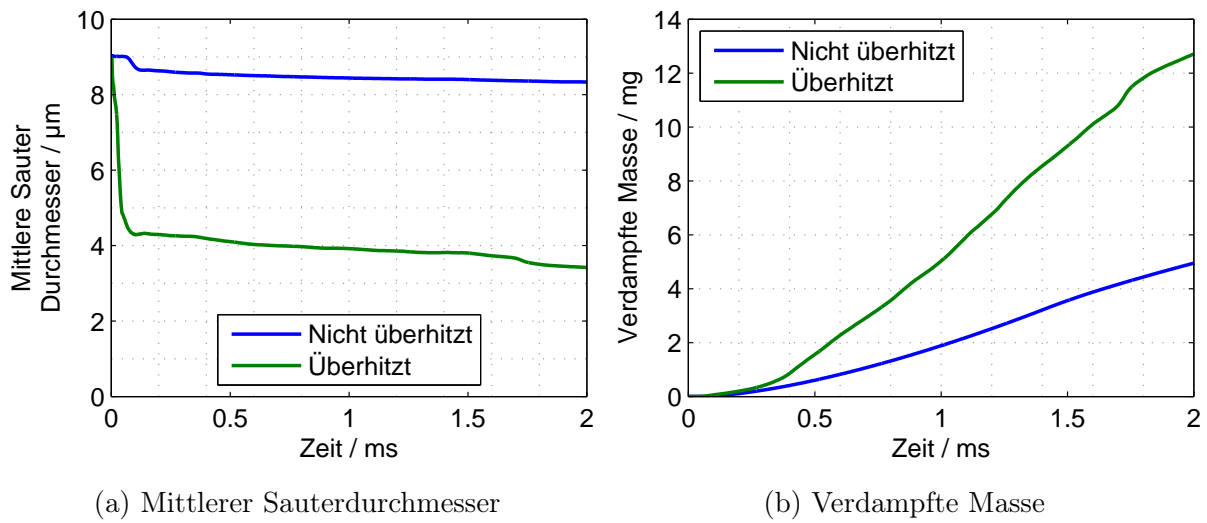 10
8
6
4
2
0
Mittlere Sauter
Durchmesser / µm
Nicht überhitzt
Überhitzt
0
0.5
1
1.5
2
Zeit / ms
(a) Mittlerer Sauterdurchmesser
14
12
10
8
6
4
2
0
Verdampfte Masse / mg
Nicht überhitzt
Überhitzt
0
0.5
1
1.5
2
Zeit / ms
(b) Verdampfte Masse